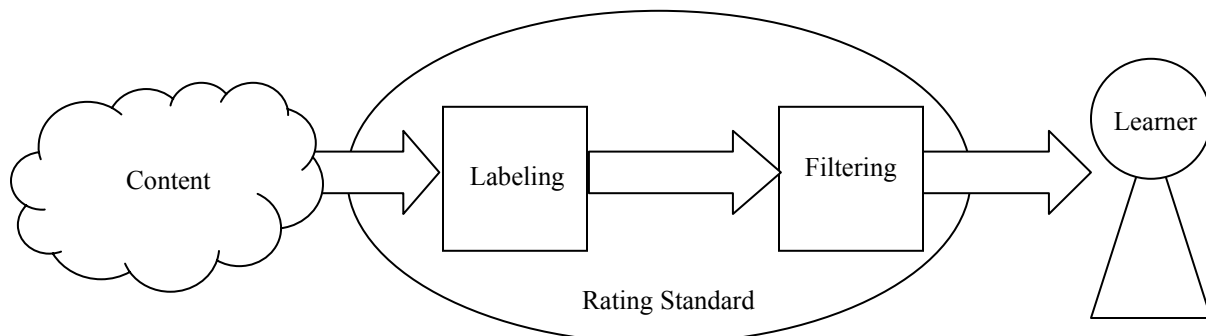 Content
Labeling
Filtering
Learner
Rating Standard